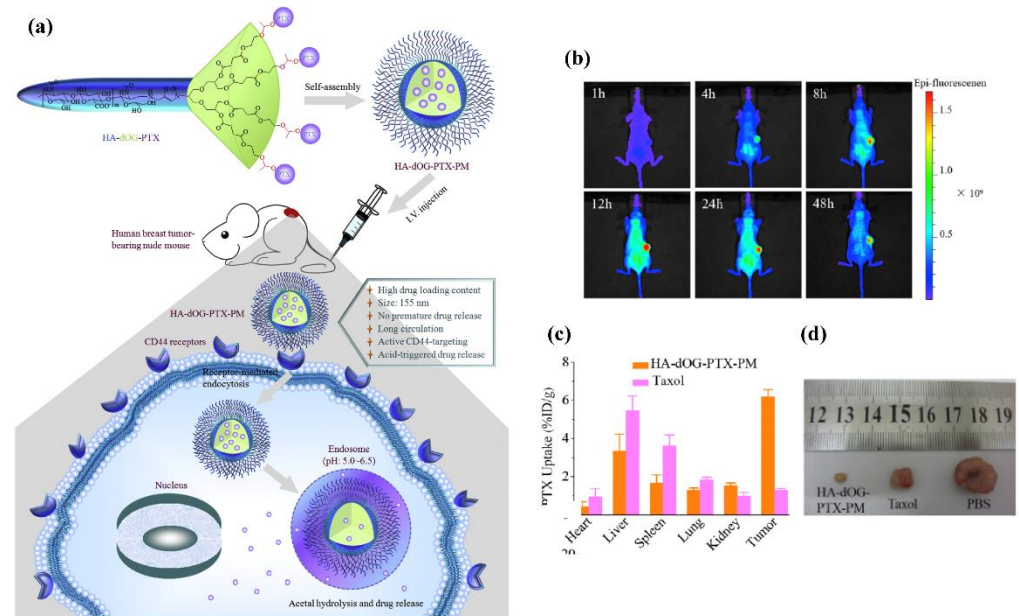 (a)
PTX
PTX
PTX
PTX
HA-dOG-PTX
Self-assembly
HA-dOG-PTX-PM
I.V. injection
Human breast tumor-
bearing nude mouse
HA-dOG-PTX-PM
High drug loading content
Size: 155 nm
No premature drug release
Long circulation
Active CD44-targeting
Acid-triggered drug release
CD44 receptors
Receptor-mediated
endocytosis
Endosome
(pH: 5.0~6.5)
Nucleus
Acetal hydrolysis and drug release
(b)
1h
4h
8h
12h
24h
48h
Epi-fluorescenen
1.5
1.0
× 10⁹
0.5
(c)
HA-dOG-PTX-PM
Taxol
PTX Uptake (%ID/g)
8
6
4
2
Heart
Liver
Spleen
Lung
Kidney
Tumor
20
(d)
12 13 14 15 16 17 18 19
HA-dOG-
PTX-PM
Taxol
PBS